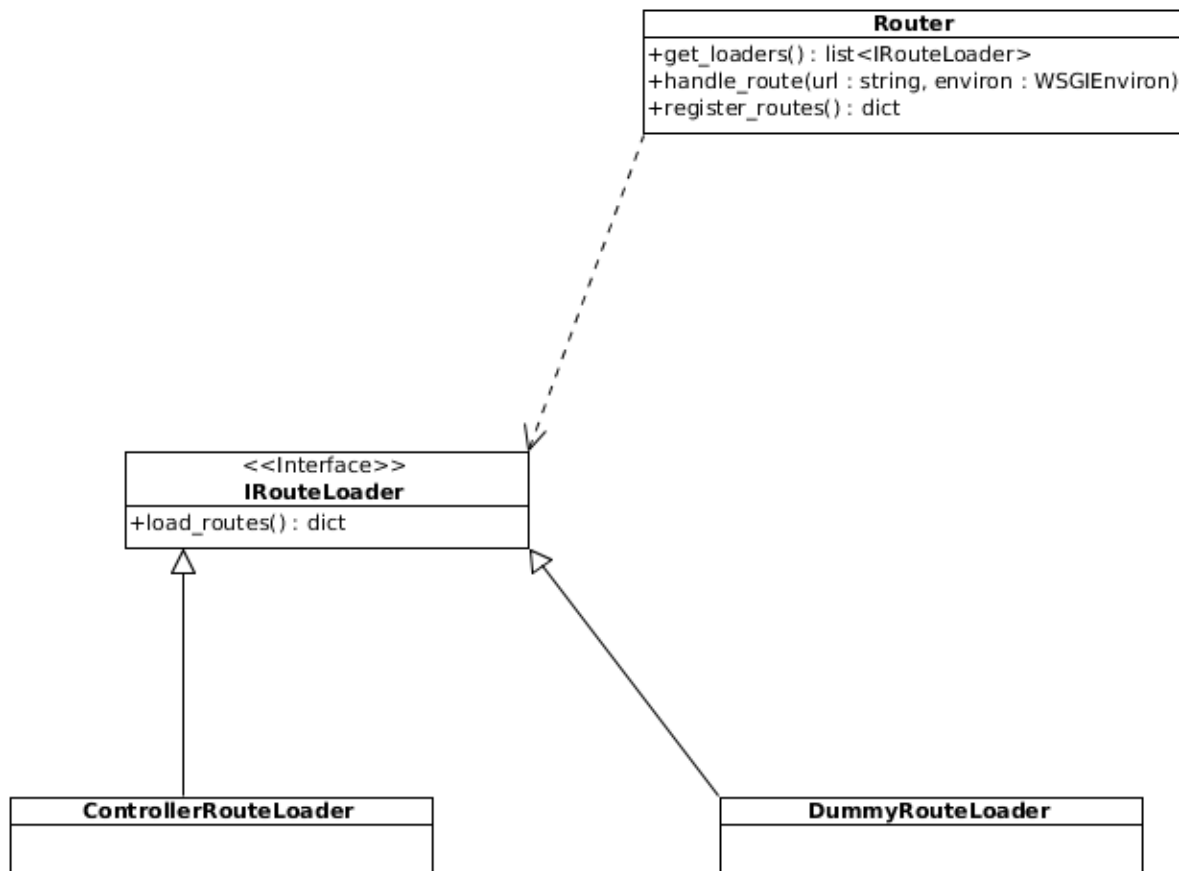 Router
+get_loaders() : list<IRouteLoader>
+handle_route(url : string, environ : WSGIEnviron)
+register_routes() : dict
<<Interface>>
IRouteLoader
+load_routes() : dict
ControllerRouteLoader
DummyRouteLoader